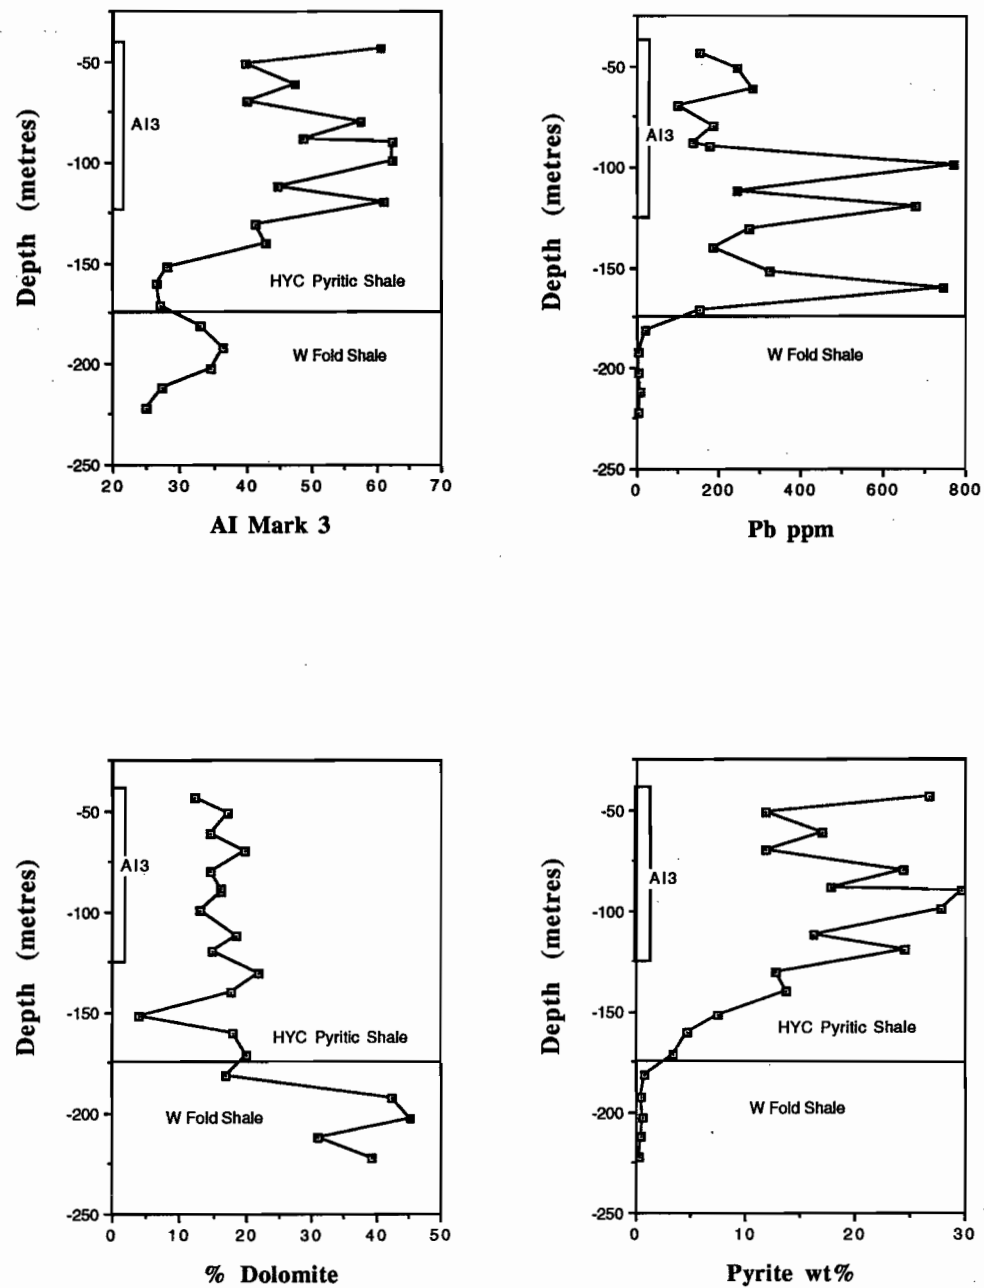 -50
-100
-150
-200
-250
Depth (metres)
AI3
HYC Pyritic Shale
W Fold Shale
20 30 40 50 60 70
AI Mark 3
-50
-100
-150
-200
-250
Depth (metres)
AI3
W Fold Shale
0 200 400 600 800
Pb ppm
-50
-100
-150
-200
-250
Depth (metres)
AI3
HYC Pyritic Shale
W Fold Shale
0 10 20 30 40 50
% Dolomite
-50
-100
-150
-200
-250
Depth (metres)
AI3
HYC Pyritic Shale
W Fold Shale
0 10 20 30
Pyrite wt%